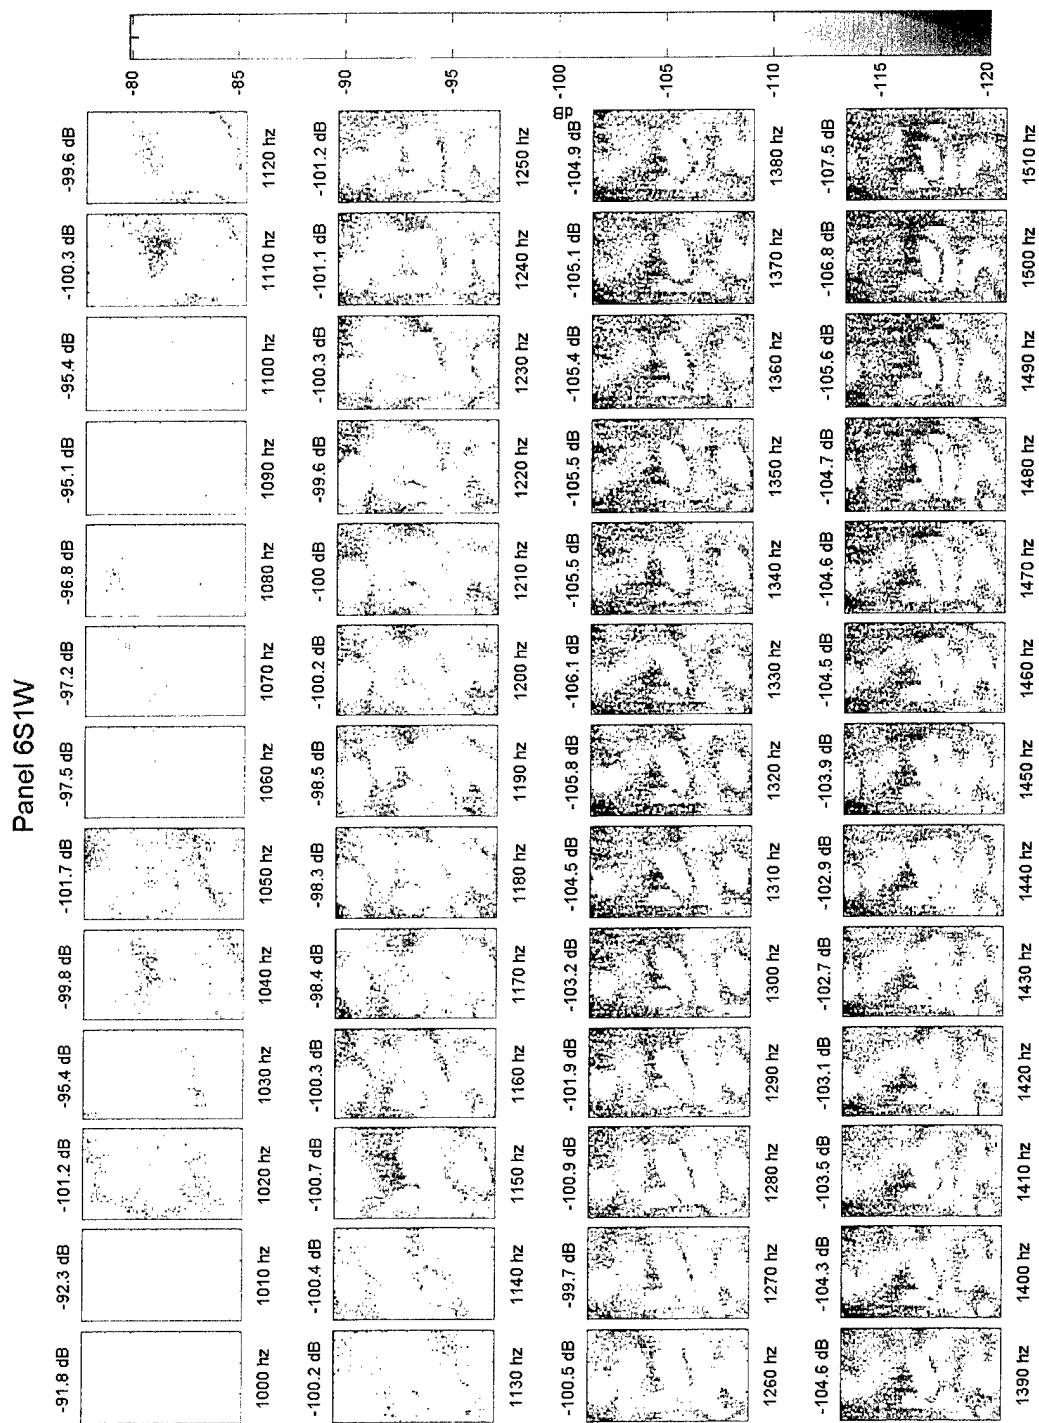 Panel 6S1W
-91.8 dB -92.3 dB -101.2 dB -95.4 dB -99.8 dB -101.7 dB -97.5 dB -97.2 dB -96.8 dB -95.1 dB -95.4 dB -100.3 dB -99.6 dB
1000 hz 1010 hz 1020 hz 1030 hz 1040 hz 1050 hz 1060 hz 1070 hz 1080 hz 1090 hz 1100 hz 1110 hz 1120 hz
-100.2 dB -100.4 dB -100.7 dB -100.3 dB -98.4 dB -98.3 dB -98.5 dB -100.2 dB -100 dB -99.6 dB -100.3 dB -101.1 dB -101.2 dB
1130 hz 1140 hz 1150 hz 1160 hz 1170 hz 1180 hz 1190 hz 1200 hz 1210 hz 1220 hz 1230 hz 1240 hz 1250 hz
-100.5 dB -99.7 dB -100.9 dB -101.9 dB -103.2 dB -104.5 dB -105.8 dB -106.1 dB -105.5 dB -105.5 dB -105.4 dB -105.1 dB -104.9 dB
1260 hz 1270 hz 1280 hz 1290 hz 1300 hz 1310 hz 1320 hz 1330 hz 1340 hz 1350 hz 1360 hz 1370 hz 1380 hz
-104.6 dB -104.3 dB -103.5 dB -103.1 dB -102.7 dB -102.9 dB -103.9 dB -104.5 dB -104.6 dB -104.7 dB -105.6 dB -106.8 dB -107.5 dB
1390 hz 1400 hz 1410 hz 1420 hz 1430 hz 1440 hz 1450 hz 1460 hz 1470 hz 1480 hz 1490 hz 1500 hz 1510 hz
-80
-85
-90
-95
-100
dB
-105
-110
-115
-120